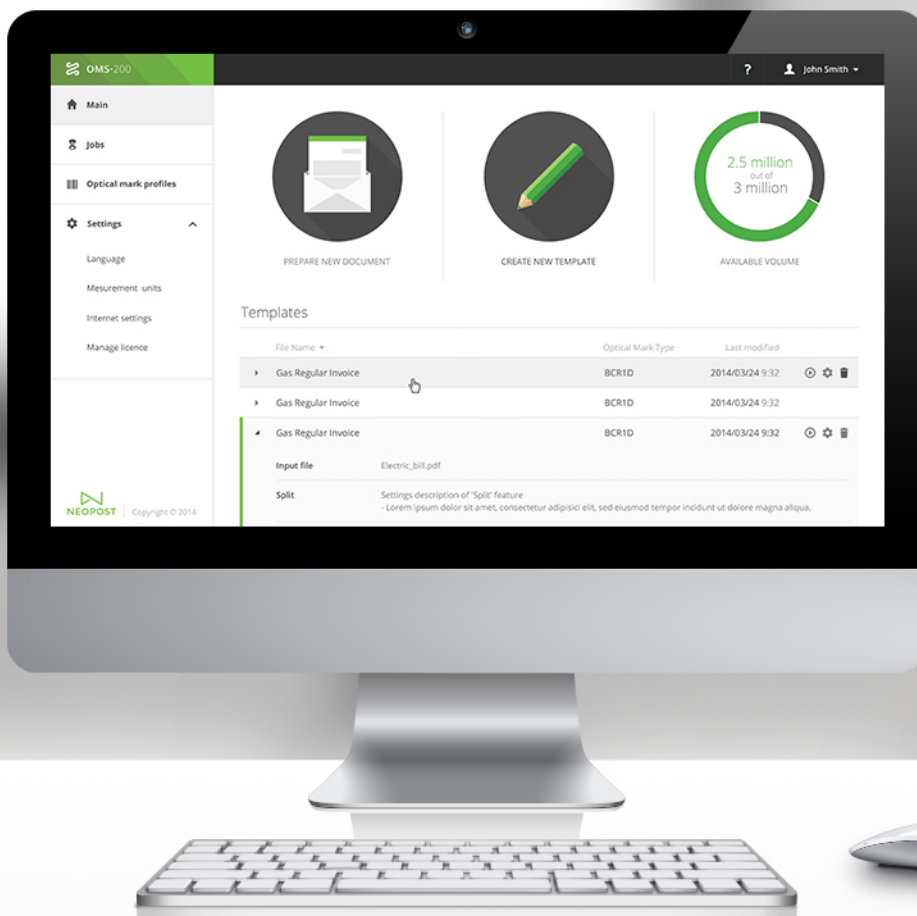 OMS-200
? John Smith
Main
Jobs
Optical mark profiles
Settings
Language
Mesurement units
Internet settings
Manage licence
NEOPOST Copyright © 2014
PREPARE NEW DOCUMENT
CREATE NEW TEMPLATE
2.5 million
out of
3 million
AVAILABLE VOLUME
Templates
File Name Optical Mark Type Last modified
Gas Regular Invoice BCR1D 2014/03/24 9:32
Gas Regular Invoice BCR1D 2014/03/24 9:32
Gas Regular Invoice BCR1D 2014/03/24 9:32
Input file Electric_bill.pdf
Split Settings description of 'Split' feature
- Lorem ipsum dolor sit amet, consectetur adipisici elit, sed eiusmod tempor incidunt ut dolore magna aliqua.